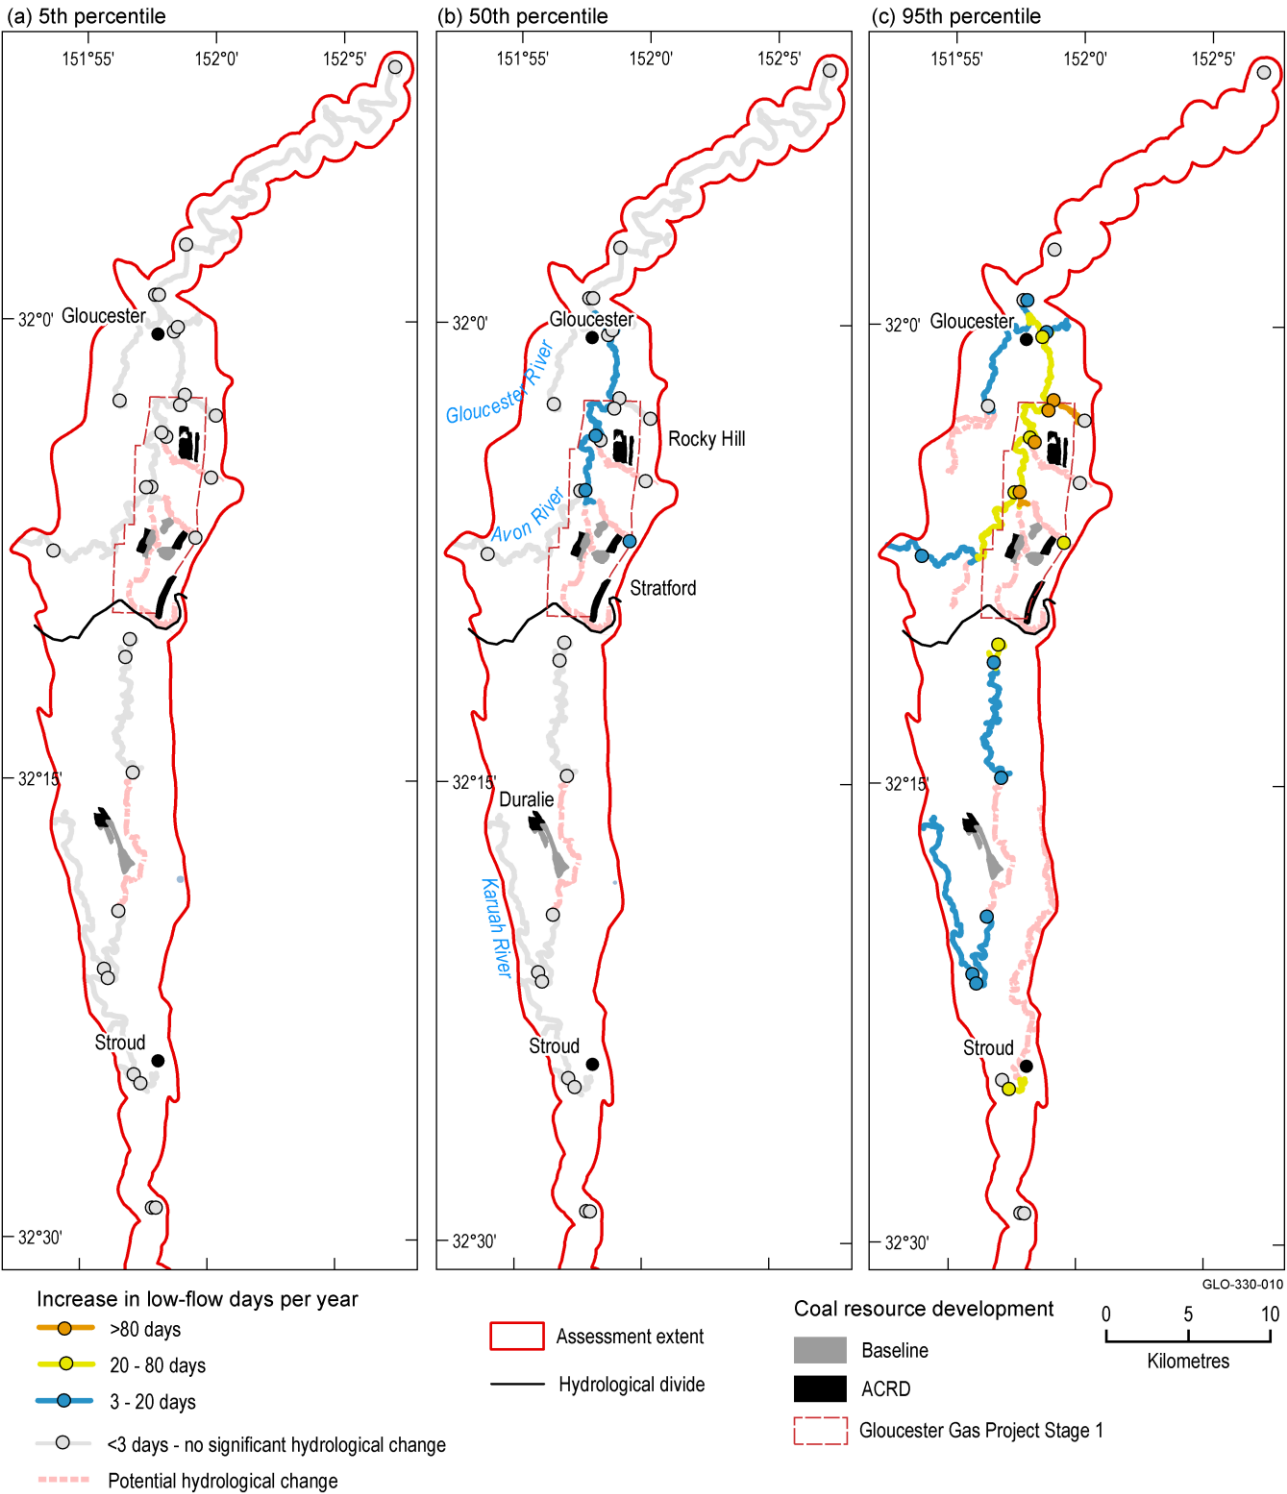 (a) 5th percentile
151°55'
152°0'
152°5'
Gloucester
32°0'
32°15'
Stroud
32°30'
(b) 50th percentile
151°55'
152°0'
152°5'
32°0'
Gloucester
Gloucester River
Rocky Hill
Avon River
Stratford
32°15'
Duralie
Karuah River
Stroud
32°30'
(c) 95th percentile
151°55'
152°0'
152°5'
Gloucester
32°0'
32°15'
Stroud
32°30'
GLO-330-010
Increase in low-flow days per year
>80 days
20 - 80 days
3 - 20 days
<3 days - no significant hydrological change
Potential hydrological change
Assessment extent
Hydrological divide
Coal resource development
Baseline
ACRD
Gloucester Gas Project Stage 1
0 5 10
Kilometres